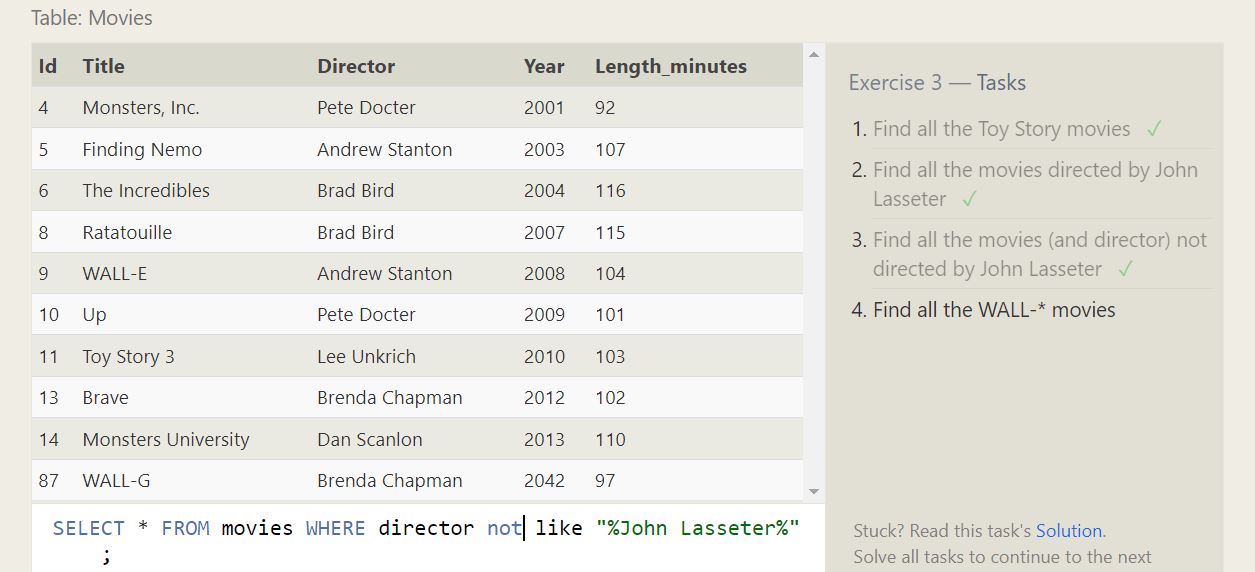 Table: Movies
Id Title Director Year Length_minutes
4 Monsters, Inc. Pete Docter 2001 92
5 Finding Nemo Andrew Stanton 2003 107
6 The Incredibles Brad Bird 2004 116
8 Ratatouille Brad Bird 2007 115
9 WALL-E Andrew Stanton 2008 104
10 Up Pete Docter 2009 101
11 Toy Story 3 Lee Unkrich 2010 103
13 Brave Brenda Chapman 2012 102
14 Monsters University Dan Scanlon 2013 110
87 WALL-G Brenda Chapman 2042 97
SELECT * FROM movies WHERE director not like "%John Lasseter%"
;
Exercise 3 — Tasks
1. Find all the Toy Story movies ✓
2. Find all the movies directed by John
Lasseter ✓
3. Find all the movies (and director) not
directed by John Lasseter ✓
4. Find all the WALL-* movies
Stuck? Read this task's Solution.
Solve all tasks to continue to the next